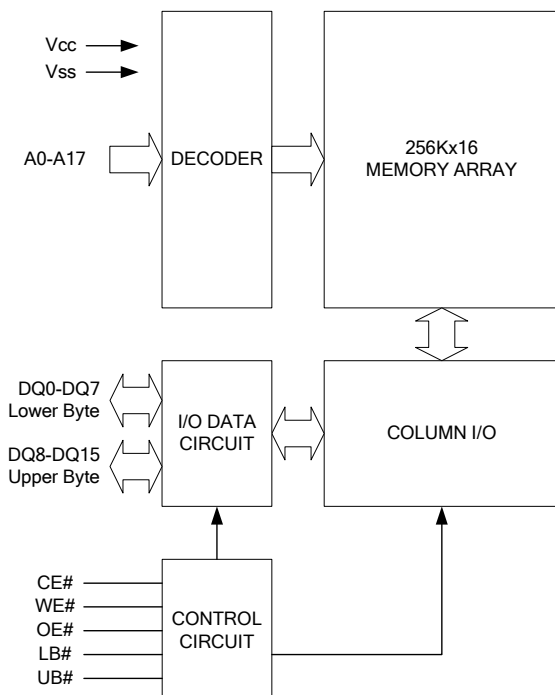 Vcc
Vss
A0-A17
DECODER
256Kx16
MEMORY ARRAY
DQ0-DQ7
Lower Byte
DQ8-DQ15
Upper Byte
I/O DATA
CIRCUIT
COLUMN I/O
CE#
WE#
OE#
LB#
UB#
CONTROL
CIRCUIT